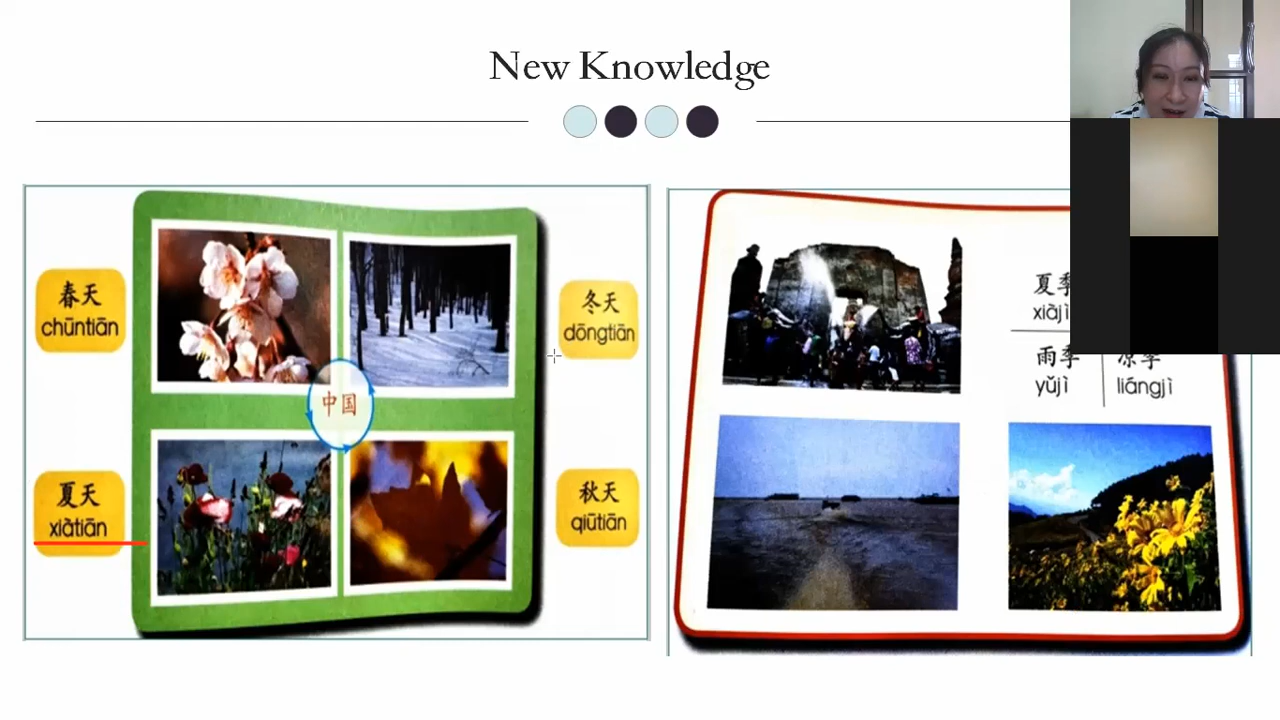 New Knowledge
春天
chūntiān
冬天
dōngtiān
中国
夏天
xiàtiān
秋天
qiūtiān
夏季
xiàjì
雨季
yǔjì
凉季
liāngjì